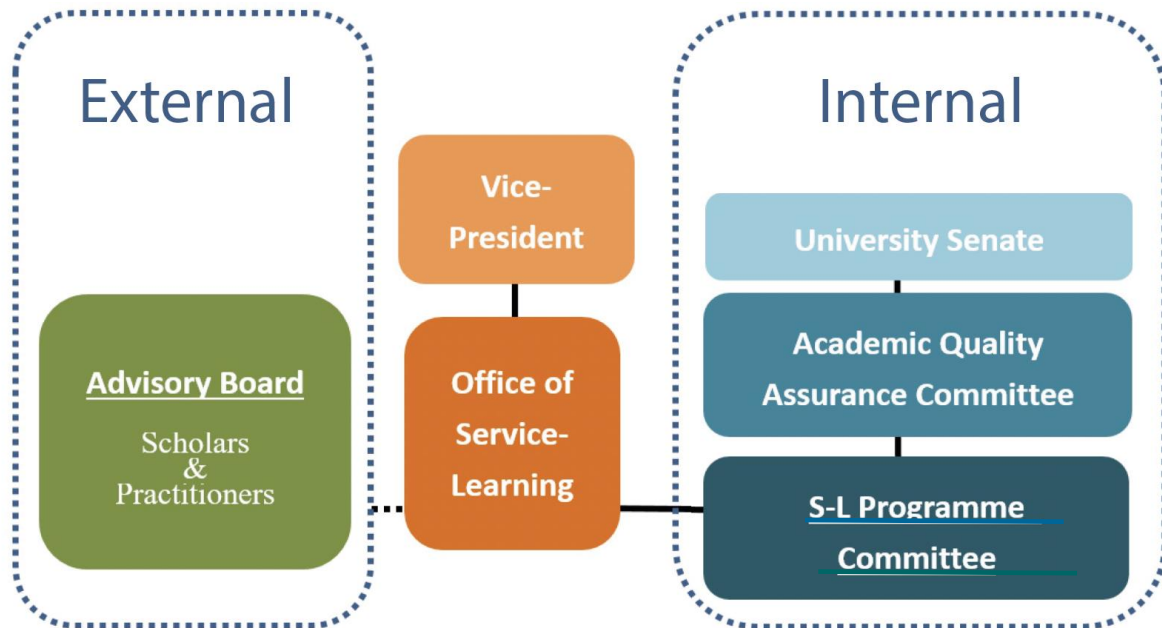 External
Advisory Board
Scholars
&
Practitioners
Vice-
President
Office of
Service-
Learning
Internal
University Senate
Academic Quality
Assurance Committee
S-L Programme
Committee